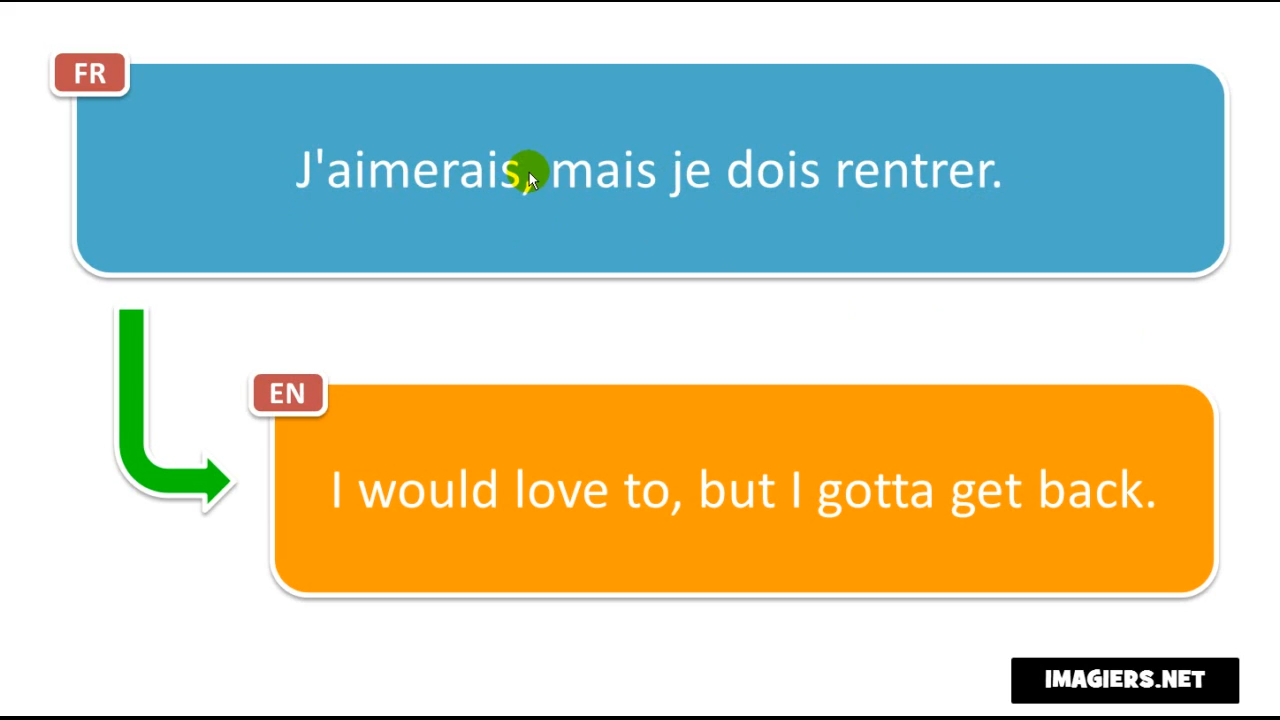 FR
J'aimerais, mais je dois rentrer.
EN
I would love to, but I gotta get back.
IMAGIERS.NET